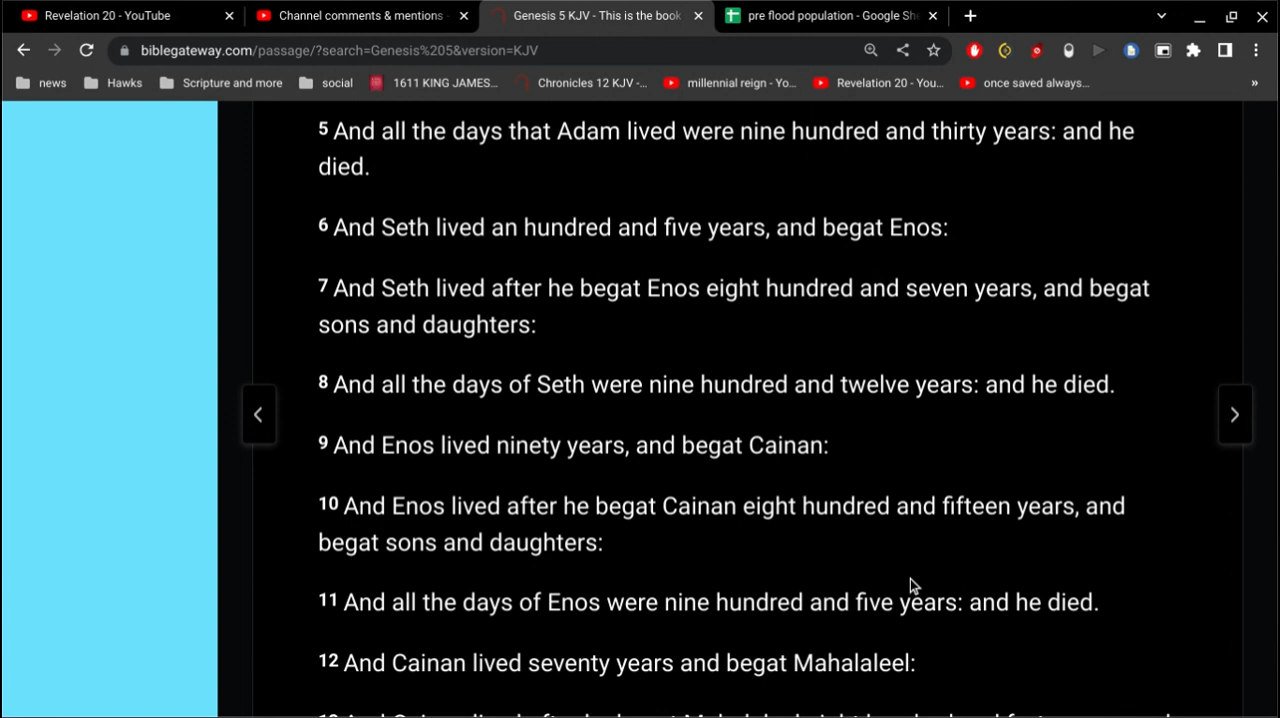 Revelation 20 - YouTube
Channel comments & mentions -
Genesis 5 KJV - This is the book
pre flood population - Google She
biblegateway.com/passage/?search=Genesis%205&version=KJV
news
Hawks
Scripture and more
social
1611 KING JAMES...
Chronicles 12 KJV -...
millennial reign - Yo...
Revelation 20 - You...
once saved always...
»
5 And all the days that Adam lived were nine hundred and thirty years: and he
died.
6 And Seth lived an hundred and five years, and begat Enos:
7 And Seth lived after he begat Enos eight hundred and seven years, and begat
sons and daughters:
8 And all the days of Seth were nine hundred and twelve years: and he died.
9 And Enos lived ninety years, and begat Cainan:
10 And Enos lived after he begat Cainan eight hundred and fifteen years, and
begat sons and daughters:
11 And all the days of Enos were nine hundred and five years: and he died.
12 And Cainan lived seventy years and begat Mahalaleel: